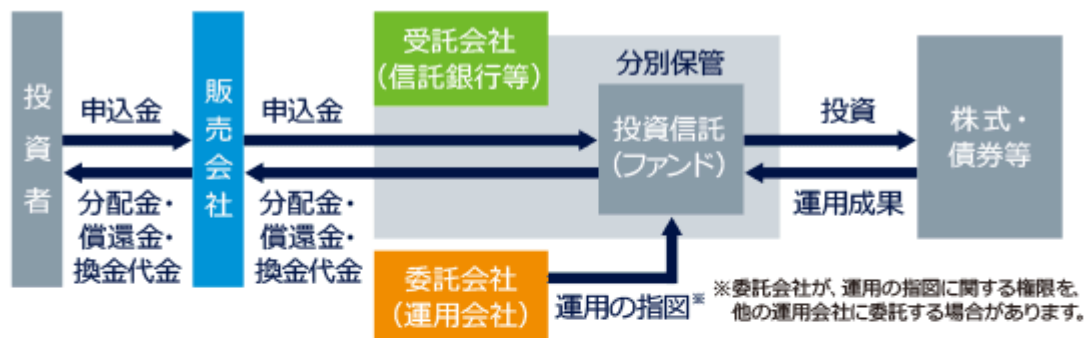 投資者
申込金
分配金・
償還金・
換金代金
販売会社
申込金
分配金・
償還金・
換金代金
受託会社
（信託銀行等）
分別保管
投資信託
（ファンド）
委託会社
（運用会社）
運用の指図※
投資
運用成果
株式・
債券等
※委託会社が、運用の指図に関する権限を、
他の運用会社に委託する場合があります。